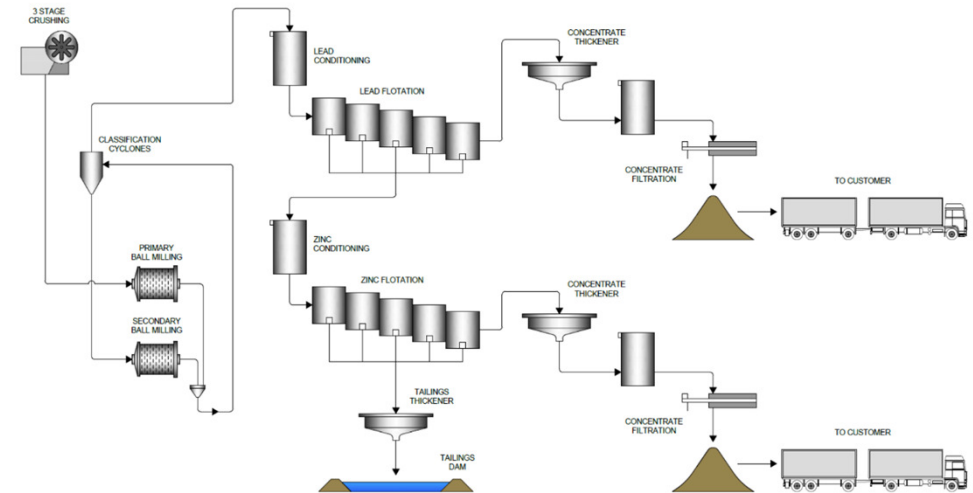 3 STAGE
CRUSHING
LEAD
CONDITIONING
CONCENTRATE
THICKENER
LEAD FLOTATION
CLASSIFICATION
CYCLONES
CONCENTRATE
FILTRATION
TO CUSTOMER
ZINC
CONDITIONING
PRIMARY
BALL MILLING
ZINC FLOTATION
CONCENTRATE
THICKENER
SECONDARY
BALL MILLING
TAILINGS
THICKENER
CONCENTRATE
FILTRATION
TO CUSTOMER
TAILINGS
DAM